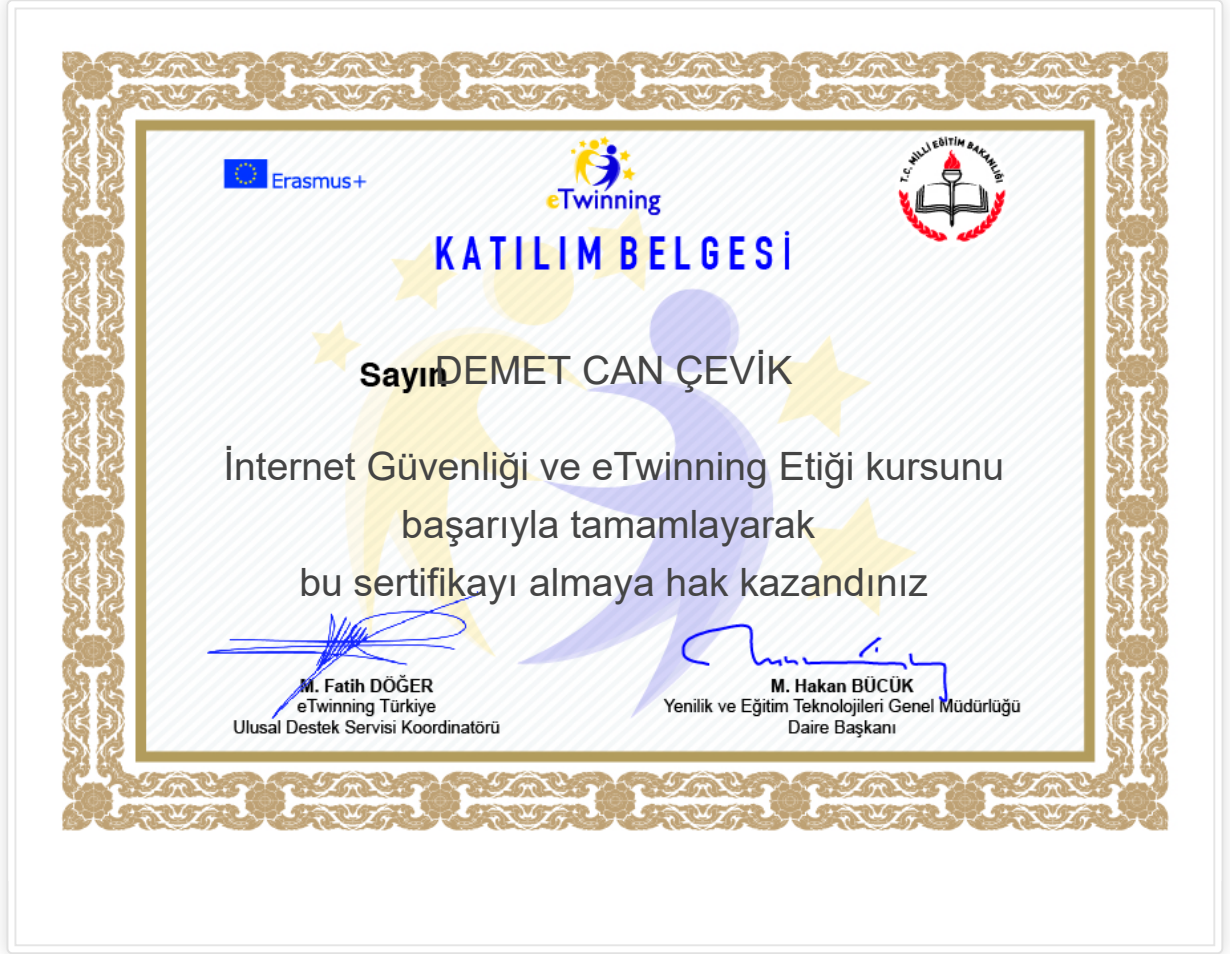 Erasmus+
eTwinning
T.C. MİLLİ EĞİTİM BAKANLIĞI
KATILIM BELGESİ
Sayın DEMET CAN ÇEVİK
İnternet Güvenliği ve eTwinning Etiği kursunu
başarıyla tamamlayarak
bu sertifikayı almaya hak kazandınız
M. Fatih DÖĞER
eTwinning Türkiye
Ulusal Destek Servisi Koordinatörü
M. Hakan BÜCÜK
Yenilik ve Eğitim Teknolojileri Genel Müdürlüğü
Daire Başkanı